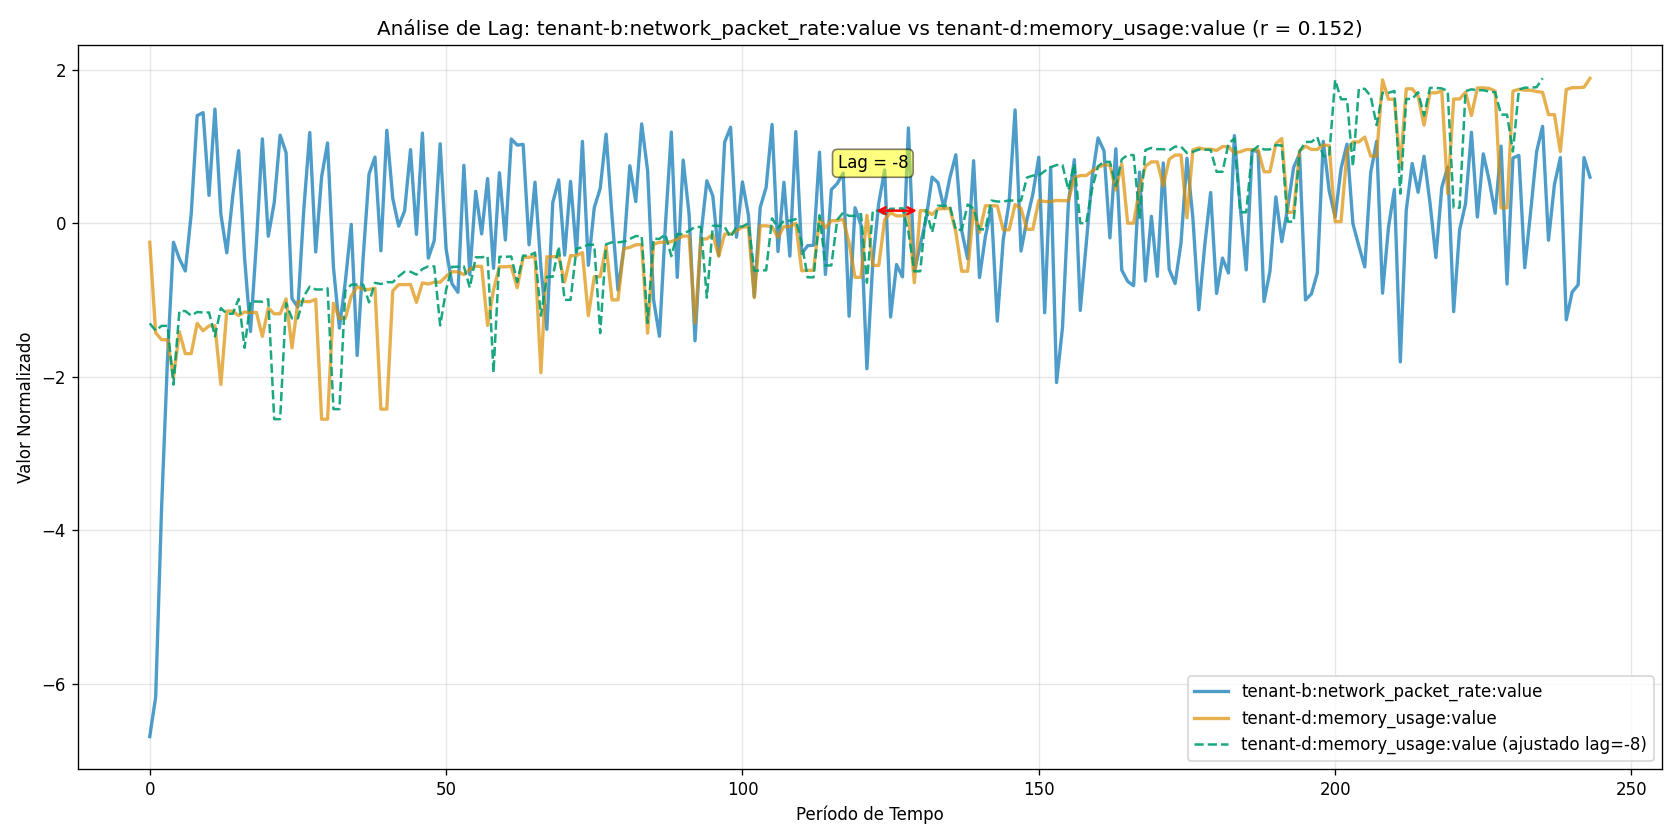 Análise de Lag: tenant-b:network_packet_rate:value vs tenant-d:memory_usage:value (r = 0.152)
Valor Normalizado
2
0
−2
−4
−6
Lag = -8
tenant-b:network_packet_rate:value
tenant-d:memory_usage:value
tenant-d:memory_usage:value (ajustado lag=-8)
0
50
100
150
200
250
Período de Tempo